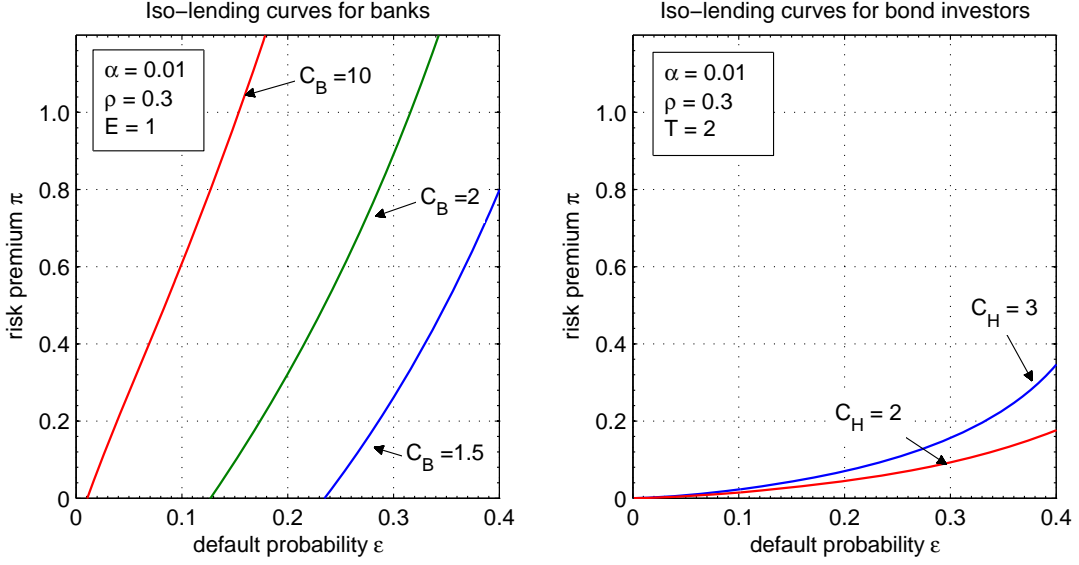 Iso−lending curves for banks
α = 0.01
ρ = 0.3
E = 1
C_B =10
C_B =2
C_B =1.5
risk premium π
1.0
0.8
0.6
0.4
0.2
0
0 0.1 0.2 0.3 0.4
default probability ε
Iso−lending curves for bond investors
α = 0.01
ρ = 0.3
T = 2
C_H = 3
C_H = 2
risk premium π
1.0
0.8
0.6
0.4
0.2
0
0 0.1 0.2 0.3 0.4
default probability ε